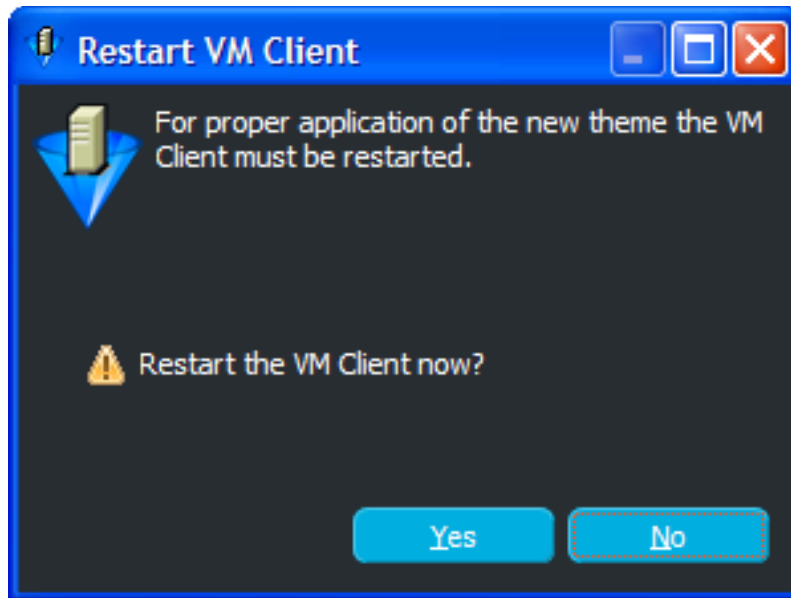 Restart VM Client
For proper application of the new theme the VM
Client must be restarted.
Restart the VM Client now?
Yes
No